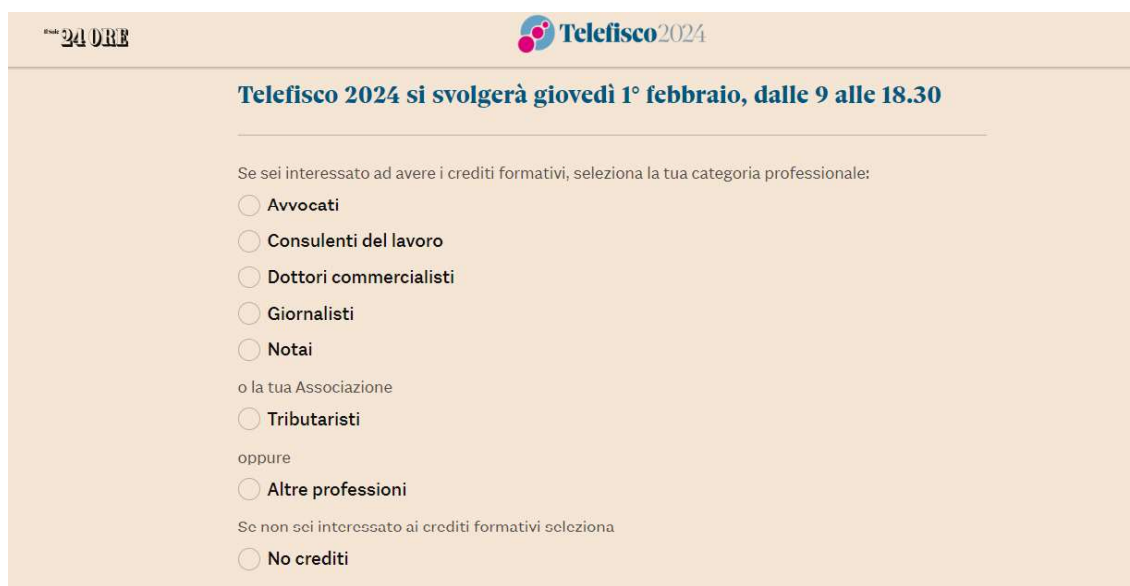 Il Sole 24 ORE
Telefisco2024
Telefisco 2024 si svolgerà giovedì 1° febbraio, dalle 9 alle 18.30
Se sei interessato ad avere i crediti formativi, seleziona la tua categoria professionale:
Avvocati
Consulenti del lavoro
Dottori commercialisti
Giornalisti
Notai
o la tua Associazione
Tributaristi
oppure
Altre professioni
Se non sei interessato ai crediti formativi seleziona
No crediti